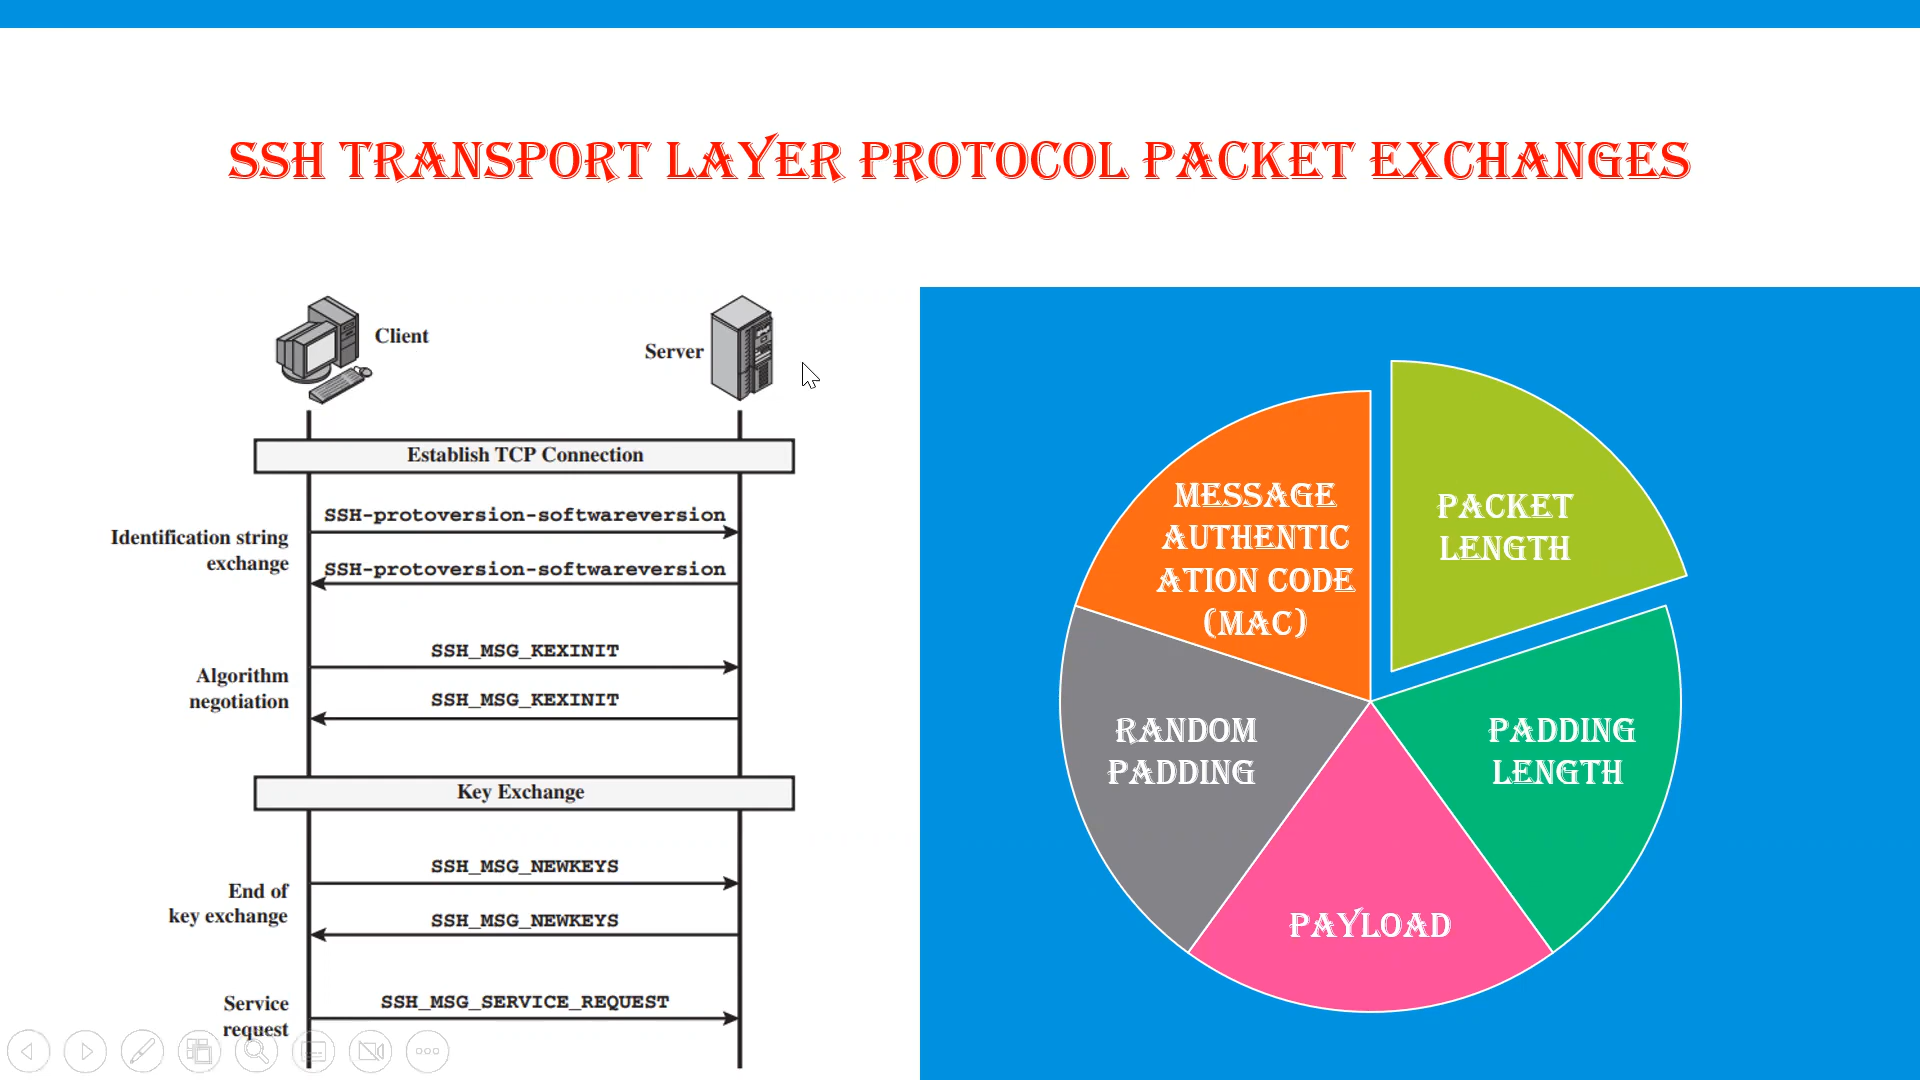 SSH TRANSPORT LAYER PROTOCOL PACKET EXCHANGES
Client
Server
Establish TCP Connection
Identification string
exchange
SSH-protoversion-softwareversion
SSH-protoversion-softwareversion
Algorithm
negotiation
SSH_MSG_KEXINIT
SSH_MSG_KEXINIT
Key Exchange
End of
key exchange
SSH_MSG_NEWKEYS
SSH_MSG_NEWKEYS
Service
request
SSH_MSG_SERVICE_REQUEST
PACKET
LENGTH
PADDING
LENGTH
PAYLOAD
RANDOM
PADDING
MESSAGE
AUTHENTIC
ATION CODE
(MAC)